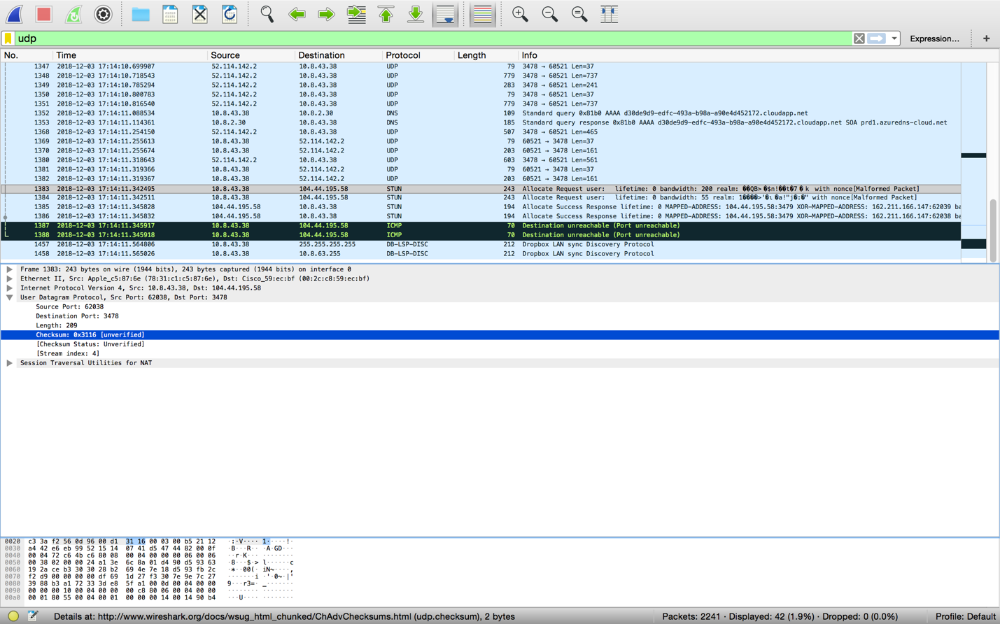 udp
Expression... +
No. Time Source Destination Protocol Length Info
1347 2018-12-03 17:14:10.699907 52.114.142.2 10.8.43.38 UDP 79 3478 → 60521 Len=37
1348 2018-12-03 17:14:10.718543 52.114.142.2 10.8.43.38 UDP 779 3478 → 60521 Len=737
1349 2018-12-03 17:14:10.785294 52.114.142.2 10.8.43.38 UDP 283 3478 → 60521 Len=241
1350 2018-12-03 17:14:10.800783 52.114.142.2 10.8.43.38 UDP 79 3478 → 60521 Len=37
1351 2018-12-03 17:14:10.816540 52.114.142.2 10.8.43.38 UDP 779 3478 → 60521 Len=737
1352 2018-12-03 17:14:11.088534 10.8.43.38 10.8.2.30 DNS 109 Standard query 0x81b0 AAAA d30de9d9-edfc-493a-b98a-a90e4d452172.cloudapp.net
1353 2018-12-03 17:14:11.114361 10.8.2.30 10.8.43.38 DNS 185 Standard query response 0x81b0 AAAA d30de9d9-edfc-493a-b98a-a90e4d452172.cloudapp.net SOA prd1.azuredns-cloud.net
1368 2018-12-03 17:14:11.254150 52.114.142.2 10.8.43.38 UDP 507 3478 → 60521 Len=465
1369 2018-12-03 17:14:11.255613 10.8.43.38 52.114.142.2 UDP 79 60521 → 3478 Len=37
1370 2018-12-03 17:14:11.255674 10.8.43.38 52.114.142.2 UDP 203 60521 → 3478 Len=161
1380 2018-12-03 17:14:11.318643 52.114.142.2 10.8.43.38 UDP 603 3478 → 60521 Len=561
1381 2018-12-03 17:14:11.319366 10.8.43.38 52.114.142.2 UDP 79 60521 → 3478 Len=37
1382 2018-12-03 17:14:11.319367 10.8.43.38 52.114.142.2 UDP 203 60521 → 3478 Len=161
1383 2018-12-03 17:14:11.342495 10.8.43.38 104.44.195.58 STUN 243 Allocate Request user: lifetime: 0 bandwidth: 200 realm: with nonce[Malformed Packet]
1384 2018-12-03 17:14:11.342511 10.8.43.38 104.44.195.58 STUN 243 Allocate Request user: lifetime: 0 bandwidth: 55 realm: with nonce[Malformed Packet]
1385 2018-12-03 17:14:11.345828 104.44.195.58 10.8.43.38 STUN 194 Allocate Success Response lifetime: 0 MAPPED-ADDRESS: 104.44.195.58:3479 XOR-MAPPED-ADDRESS: 162.211.166.147:62039 ba
1386 2018-12-03 17:14:11.345832 104.44.195.58 10.8.43.38 STUN 194 Allocate Success Response lifetime: 0 MAPPED-ADDRESS: 104.44.195.58:3479 XOR-MAPPED-ADDRESS: 162.211.166.147:62038 ba
1387 2018-12-03 17:14:11.345917 10.8.43.38 104.44.195.58 ICMP 70 Destination unreachable (Port unreachable)
1388 2018-12-03 17:14:11.345918 10.8.43.38 104.44.195.58 ICMP 70 Destination unreachable (Port unreachable)
1457 2018-12-03 17:14:11.564806 10.8.43.38 255.255.255.255 DB-LSP-DISC 212 Dropbox LAN sync Discovery Protocol
1458 2018-12-03 17:14:11.565026 10.8.43.38 10.8.63.255 DB-LSP-DISC 212 Dropbox LAN sync Discovery Protocol
Frame 1383: 243 bytes on wire (1944 bits), 243 bytes captured (1944 bits) on interface 0
Ethernet II, Src: Apple_c5:87:6e (78:31:c1:c5:87:6e), Dst: Cisco_59:ec:bf (00:2c:c8:59:ec:bf)
Internet Protocol Version 4, Src: 10.8.43.38, Dst: 104.44.195.58
User Datagram Protocol, Src Port: 62038, Dst Port: 3478
Source Port: 62038
Destination Port: 3478
Length: 209
Checksum: 0x3116 [unverified]
[Checksum Status: Unverified]
[Stream index: 4]
Session Traversal Utilities for NAT
0020 c3 3a f2 56 0d 96 00 d1 31 16 00 03 00 b5 21 12 ·:·V···· 1·····!·
0030 a4 42 e6 eb 99 52 15 14 07 41 d5 47 44 82 00 0f ·B···R·· ·A·GD···
0040 00 04 72 c6 4b c6 80 08 00 04 00 00 00 06 00 06 ··r·K··· ········
0050 00 38 02 00 00 24 a1 3e 6c 8a 01 d4 90 d5 93 63 ·8···$·> l······c
0060 19 2a ce b3 30 30 28 b2 69 4e 7e 18 d5 93 fb 2c ·*··00(· iN~····,
0070 f2 d9 00 00 00 00 df 69 1d 27 f3 30 7e 9e 7c 27 ·······i ·'·0~·|'
0080 39 88 b3 a1 72 33 3d e8 5f a1 00 0d 00 04 00 00 9···r3=· _·······
0090 00 00 00 10 00 04 00 00 00 c8 80 06 00 04 00 00 ········ ········
00a0 00 01 80 55 00 04 00 01 00 00 00 14 00 14 90 b4 ···U···· ········
Details at: http://www.wireshark.org/docs/wsug_html_chunked/ChAdvChecksums.html (udp.checksum), 2 bytes
Packets: 2241 · Displayed: 42 (1.9%) · Dropped: 0 (0.0%)
Profile: Default